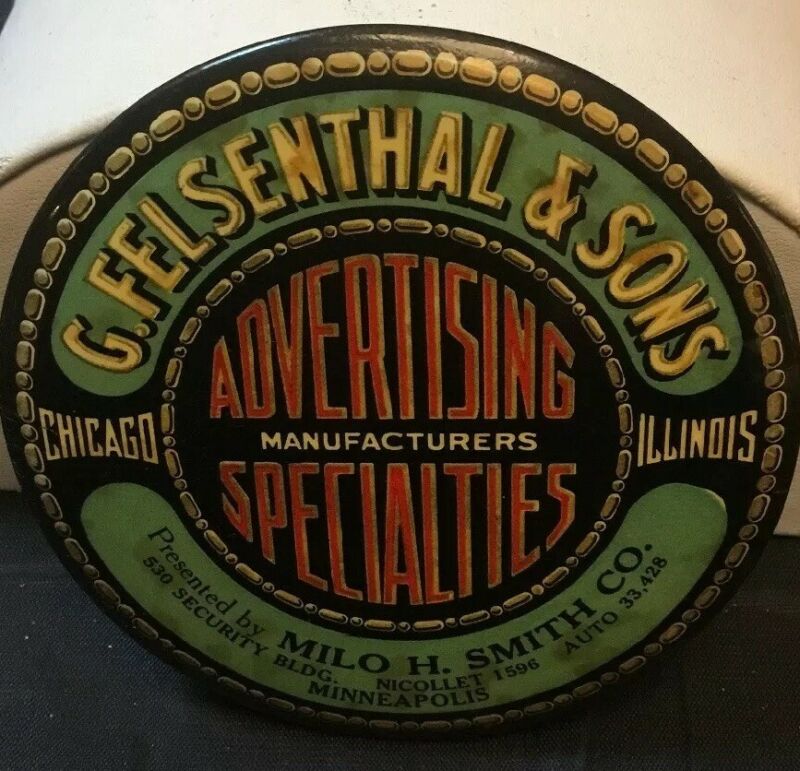 G. FELSENTHAL & SONS
CHICAGO
ILLINOIS
ADVERTISING
MANUFACTURERS
SPECIALTIES
Presented by MILO H. SMITH CO.
530 SECURITY BLDG. NICOLLET 1596 AUTO 33,428
MINNEAPOLIS